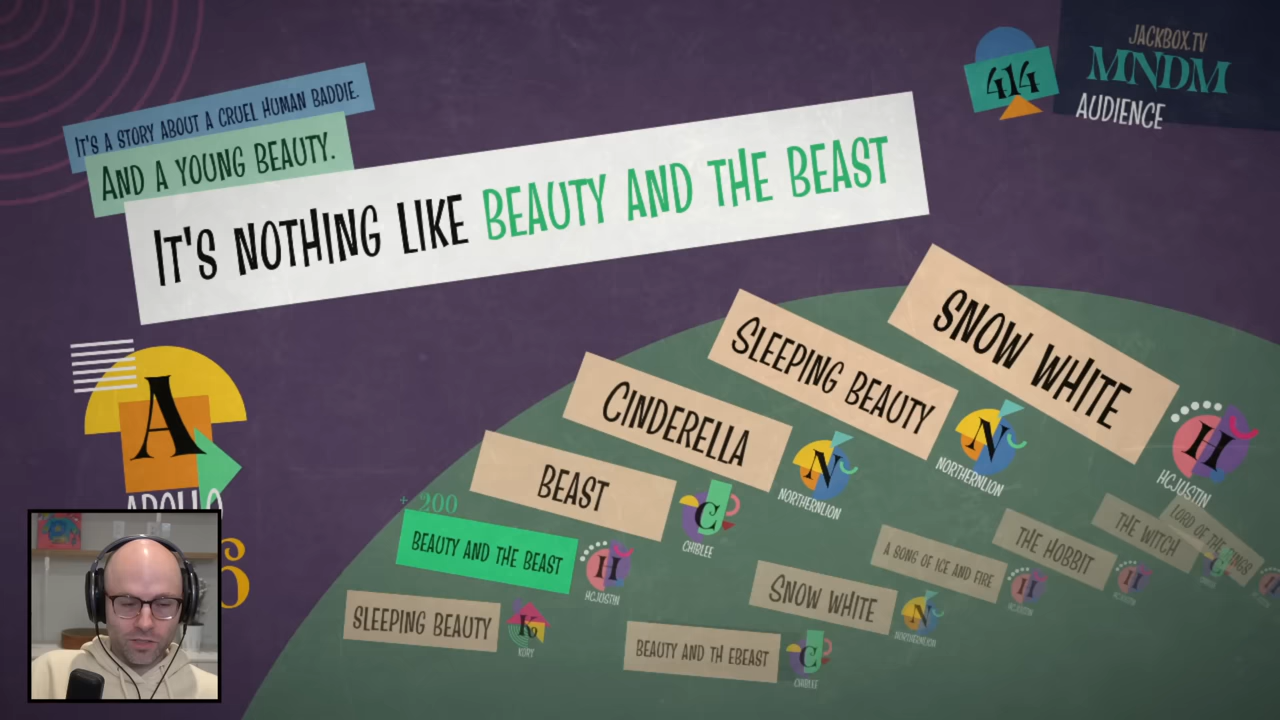 JACKBOX.TV
MNDM
AUDIENCE
414
IT'S A STORY ABOUT A CRUEL HUMAN BADDIE.
AND A YOUNG BEAUTY.
IT'S NOTHING LIKE BEAUTY AND THE BEAST
SNOW WHITE
H
HCJUSTIN
SLEEPING BEAUTY
N
NORTHERNLION
CINDERELLA
N
NORTHERNLION
BEAST
C
CHIBLEE
A
APOLLO
+ 200
BEAUTY AND THE BEAST
H
HCJUSTIN
SLEEPING BEAUTY
K
KORY
BEAUTY AND TH EBEAST
C
CHIBLEE
SNOW WHITE
N
NORTHERNLION
A SONG OF ICE AND FIRE
H
HCJUSTIN
THE HOBBIT
H
HCJUSTIN
THE WITCH
LORD OF THE RINGS